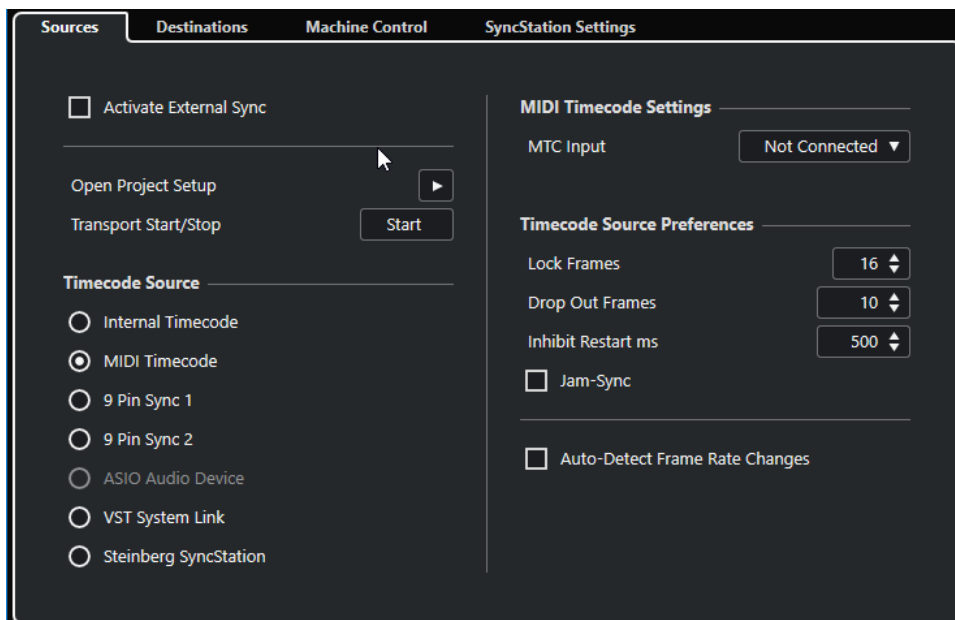 Sources Destinations Machine Control SyncStation Settings
Activate External Sync
Open Project Setup
Transport Start/Stop Start
Timecode Source
Internal Timecode
MIDI Timecode
9 Pin Sync 1
9 Pin Sync 2
ASIO Audio Device
VST System Link
Steinberg SyncStation
MIDI Timecode Settings
MTC Input Not Connected
Timecode Source Preferences
Lock Frames 16
Drop Out Frames 10
Inhibit Restart ms 500
Jam-Sync
Auto-Detect Frame Rate Changes